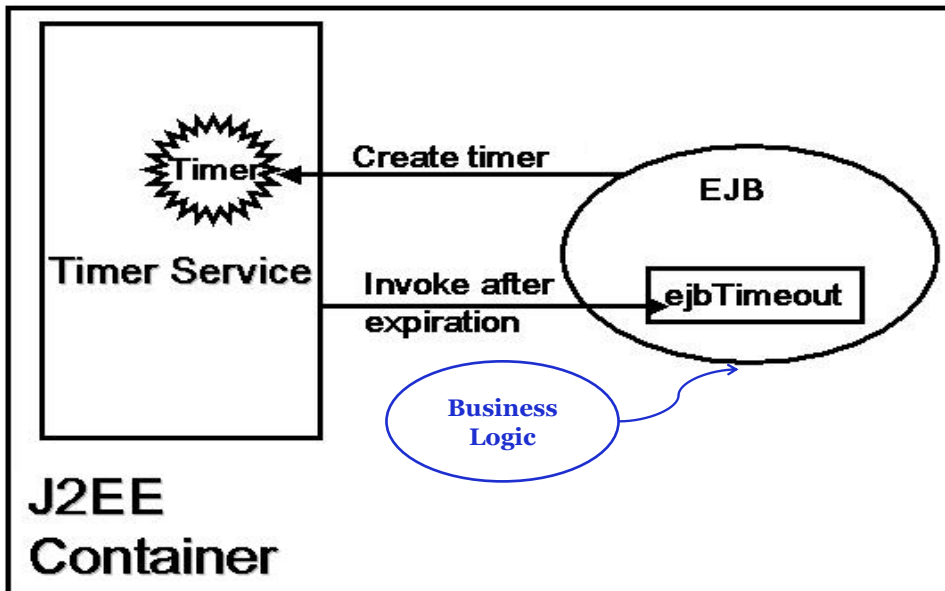 Timer
Create timer
EJB
Timer Service
Invoke after
expiration
ejbTimeout
Business
Logic
J2EE
Container